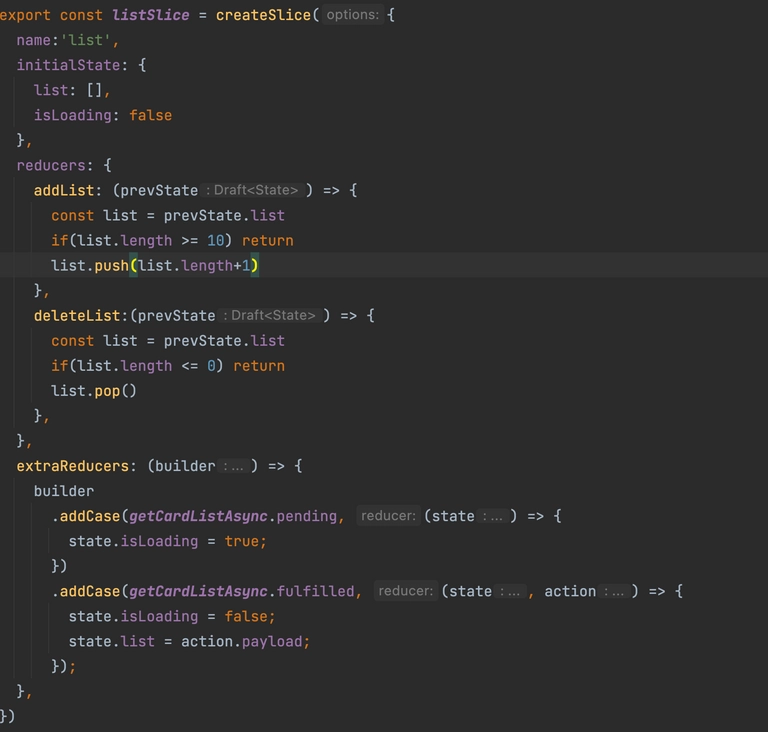 export const listSlice = createSlice( options: {
  name:'list',
  initialState: {
    list: [],
    isLoading: false
  },
  reducers: {
    addList: (prevState : Draft<State> ) => {
      const list = prevState.list
      if(list.length >= 10) return
      list.push(list.length+1)
    },
    deleteList:(prevState : Draft<State> ) => {
      const list = prevState.list
      if(list.length <= 0) return
      list.pop()
    },
  },
  extraReducers: (builder : ... ) => {
    builder
      .addCase(getCardListAsync.pending, reducer: (state : ... ) => {
        state.isLoading = true;
      })
      .addCase(getCardListAsync.fulfilled, reducer: (state : ... , action : ... ) => {
        state.isLoading = false;
        state.list = action.payload;
      });
  },
})